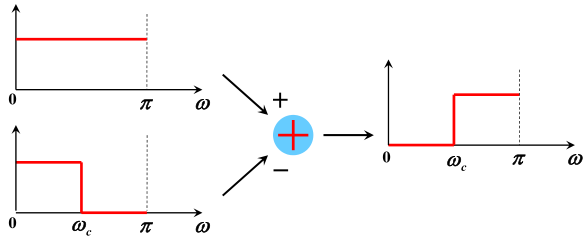 0 π ω
+
0 ω_c π ω
−
0 ω_c π ω